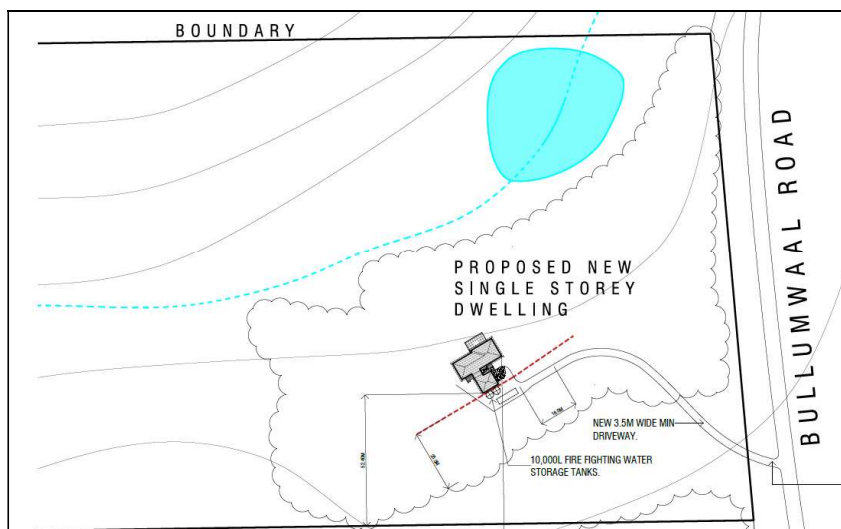 BOUNDARY
BULLUMWAAL ROAD
PROPOSED NEW
SINGLE STOREY
DWELLING
NEW 3.5M WIDE MIN
DRIVEWAY.
10,000L FIRE FIGHTING WATER
STORAGE TANKS.